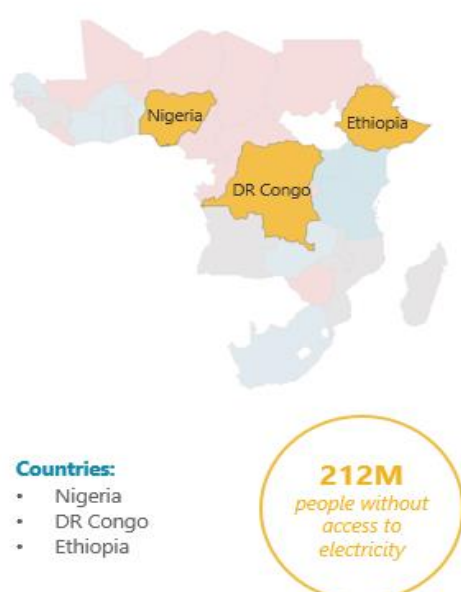 Nigeria
Ethiopia
DR Congo
Countries:
• Nigeria
• DR Congo
• Ethiopia
212M
people without
access to
electricity